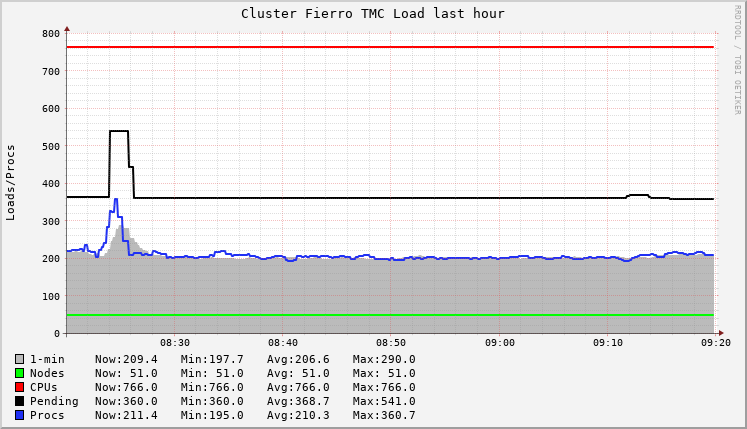 Cluster Fierro TMC Load last hour
RRDTOOL / TOBI OETIKER
Loads/Procs
800
700
600
500
400
300
200
100
0
08:30 08:40 08:50 09:00 09:10 09:20
1-min Now:209.4 Min:197.7 Avg:206.6 Max:290.0
Nodes Now: 51.0 Min: 51.0 Avg: 51.0 Max: 51.0
CPUs Now:766.0 Min:766.0 Avg:766.0 Max:766.0
Pending Now:360.0 Min:360.0 Avg:368.7 Max:541.0
Procs Now:211.4 Min:195.0 Avg:210.3 Max:360.7